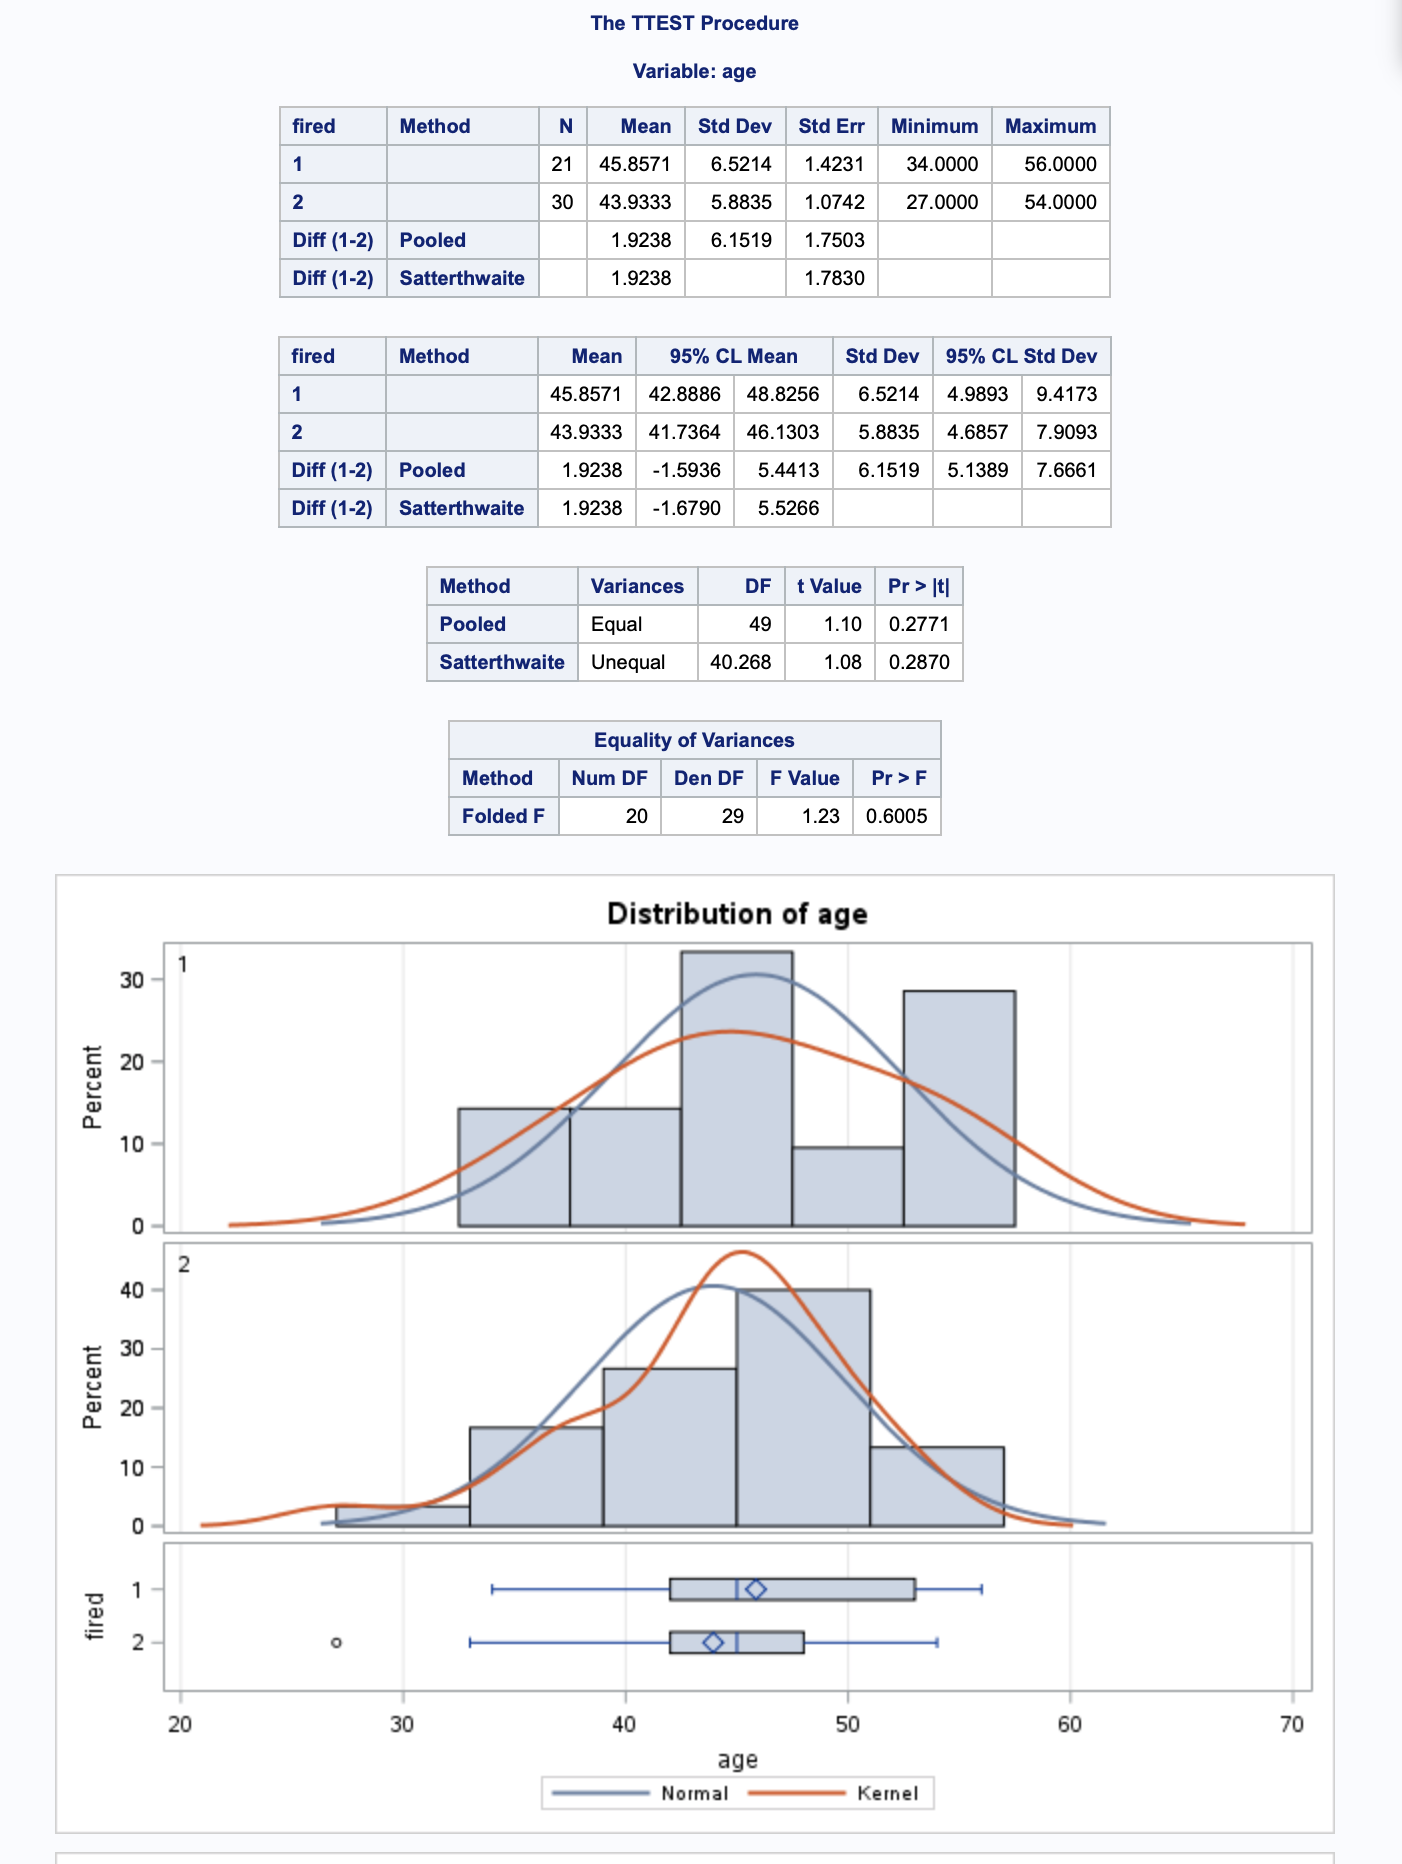 The TTEST Procedure
Variable: age
fired Method N Mean Std Dev Std Err Minimum Maximum
1 21 45.8571 6.5214 1.4231 34.0000 56.0000
2 30 43.9333 5.8835 1.0742 27.0000 54.0000
Diff (1-2) Pooled 1.9238 6.1519 1.7503
Diff (1-2) Satterthwaite 1.9238 1.7830
fired Method Mean 95% CL Mean Std Dev 95% CL Std Dev
1 45.8571 42.8886 48.8256 6.5214 4.9893 9.4173
2 43.9333 41.7364 46.1303 5.8835 4.6857 7.9093
Diff (1-2) Pooled 1.9238 -1.5936 5.4413 6.1519 5.1389 7.6661
Diff (1-2) Satterthwaite 1.9238 -1.6790 5.5266
Method Variances DF t Value Pr > |t|
Pooled Equal 49 1.10 0.2771
Satterthwaite Unequal 40.268 1.08 0.2870
Equality of Variances
Method Num DF Den DF F Value Pr > F
Folded F 20 29 1.23 0.6005
Distribution of age
1
30
20
10
0
Percent
2
40
30
20
10
0
Percent
1
2
fired
20 30 40 50 60 70
age
Normal Kernel